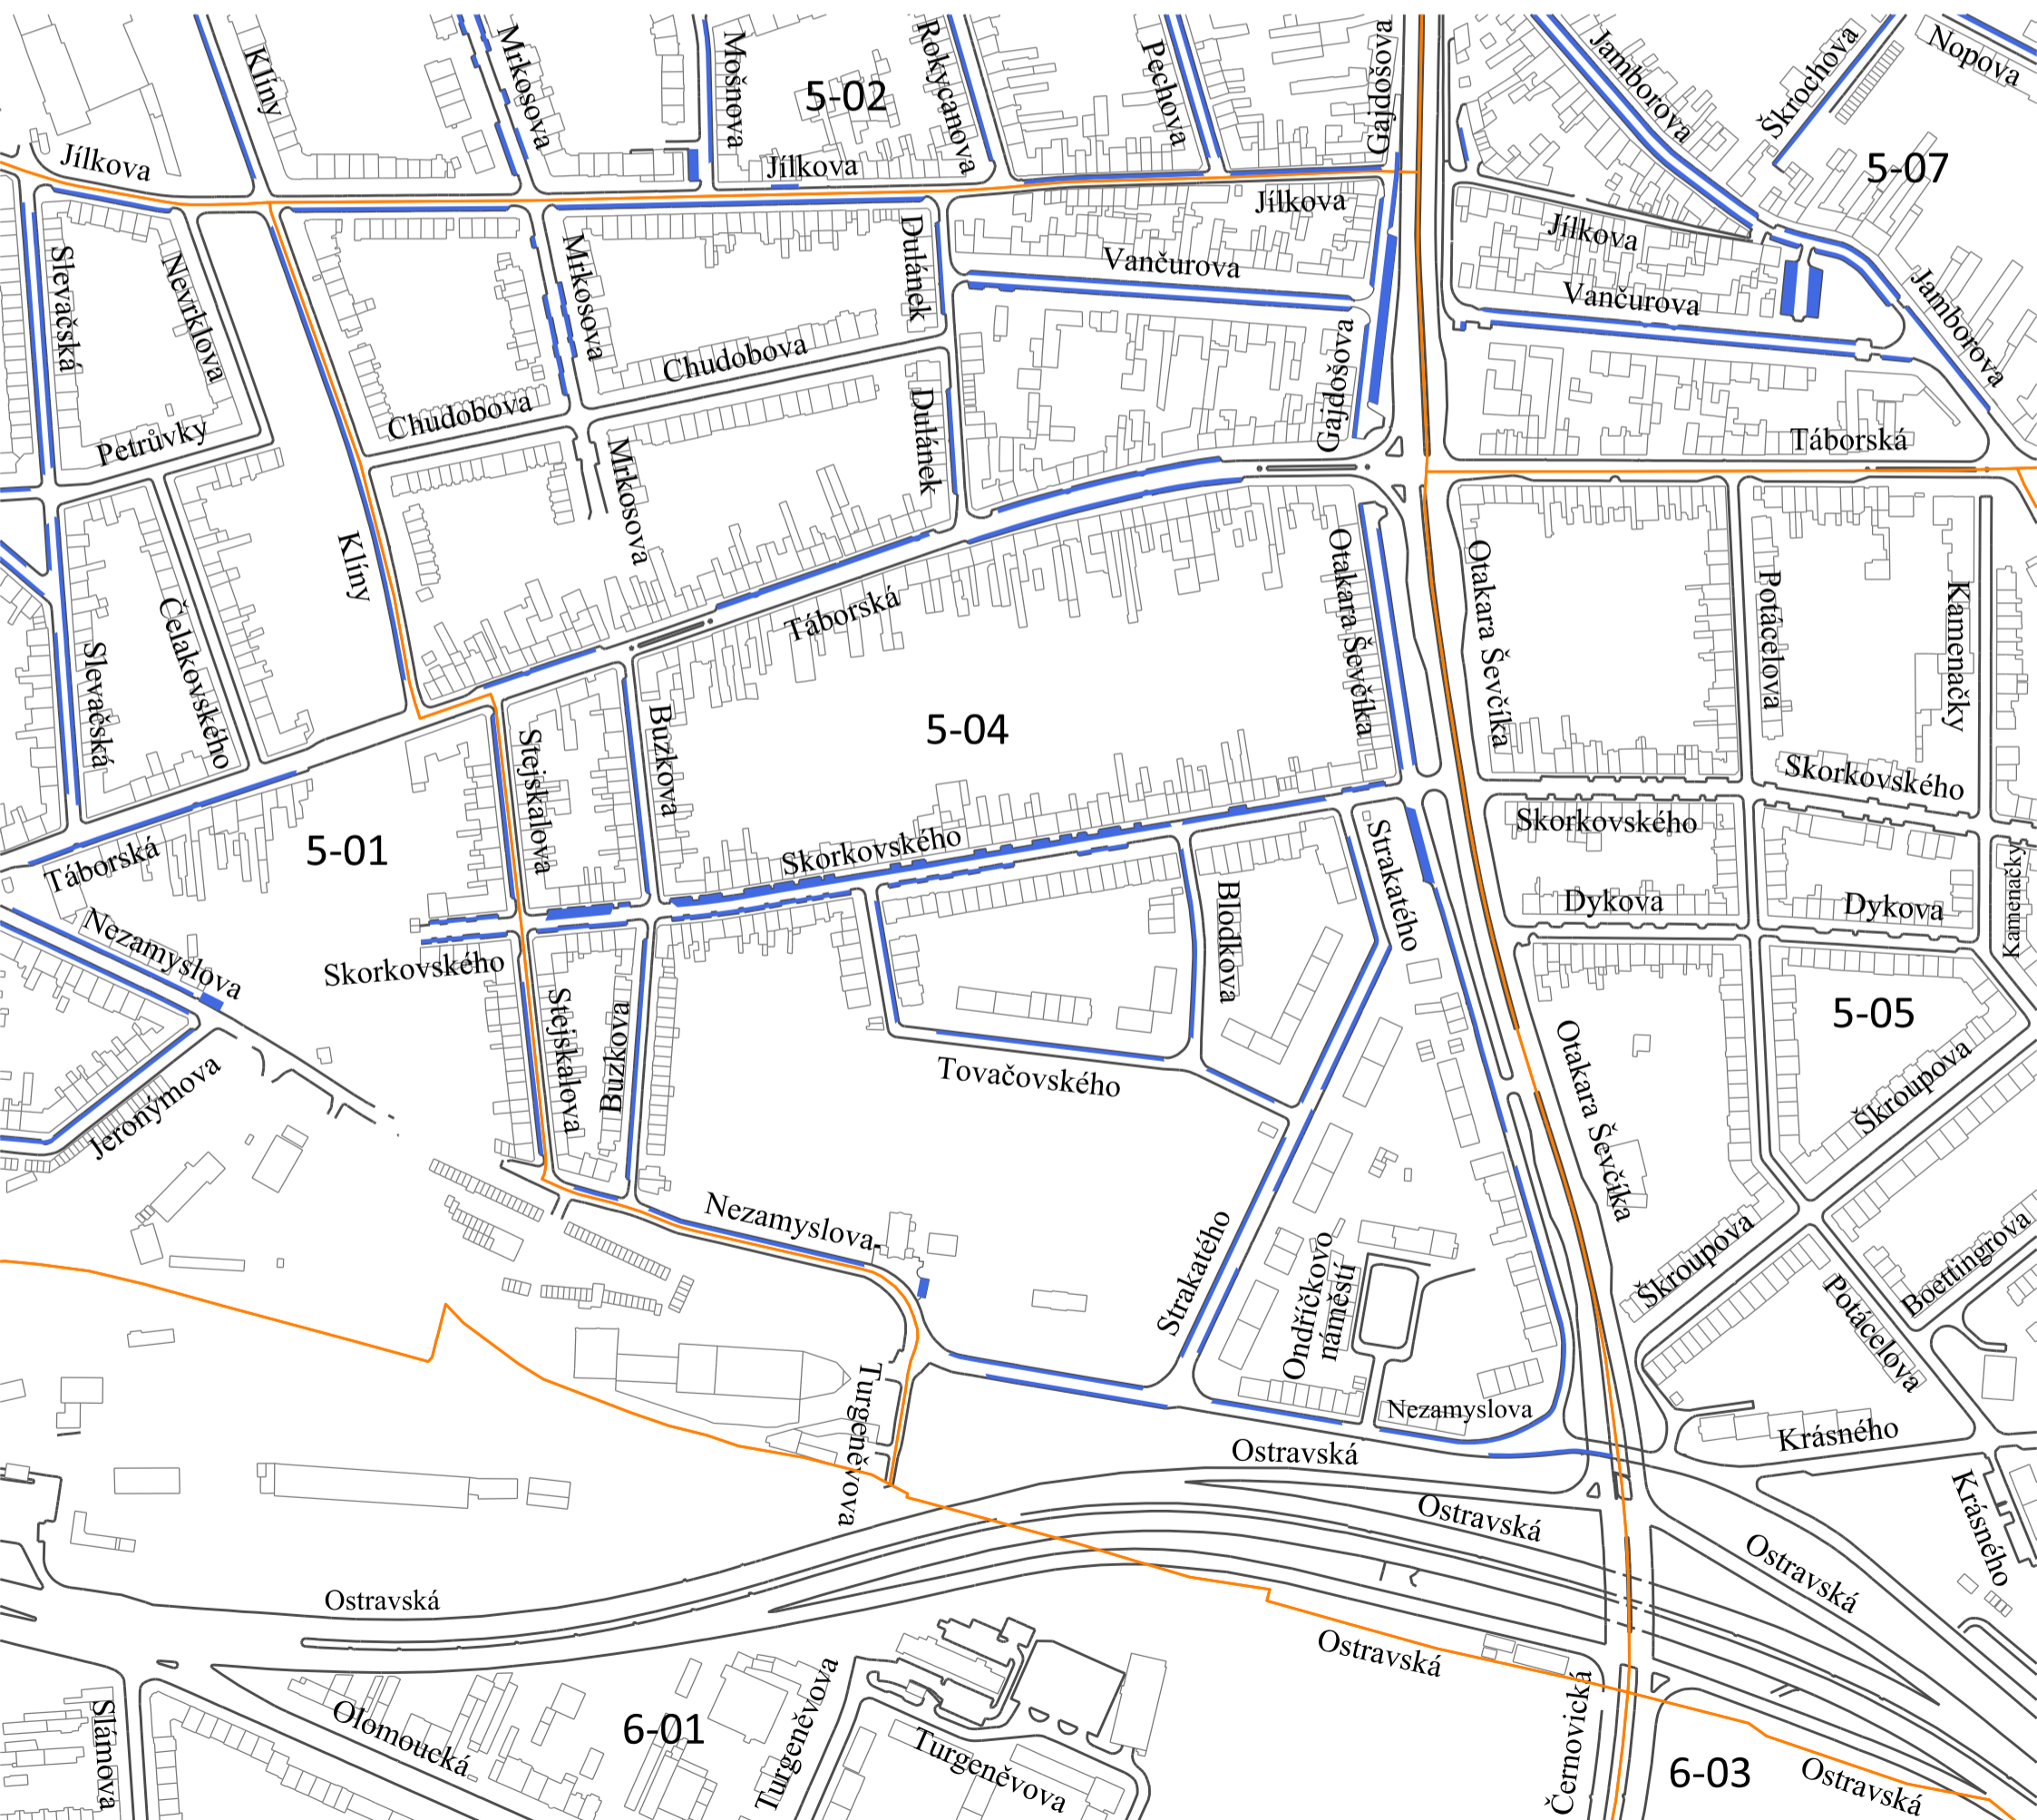 Klíny
Mrkosova
Mošnova
5-02
Rokycanova
Pechova
Gajdošova
Jamborova
Škrochova
Nopova
5-07
Jílkova
Jílkova
Jílkova
Jílkova
Slevačská
Nevrklova
Mrkosova
Dulánek
Vančurova
Vančurova
Jamborova
Petrůvky
Chudobova
Chudobova
Dulánek
Gajdošova
Táborská
Mrkosova
Klíny
Čelakovského
Slevačská
Táborská
Otakara Ševčíka
Otakara Ševčíka
Potácelova
Kamenačky
Stejskalova
Buzkova
5-04
Skorkovského
5-01
Táborská
Skorkovského
Strakatého
Skorkovského
Kamenačky
Nezamyslova
Skorkovského
Blodkova
Dykova
Dykova
5-05
Stejskalova
Buzkova
Tovačovského
Jeronýmova
Otakara Ševčíka
Škroupova
Nezamyslova
Strakatého
Ondříčkovo
náměstí
Škroupova
Boettingrova
Potácelova
Turgeněvova
Nezamyslova
Krásného
Ostravská
Ostravská
Krásného
Ostravská
Ostravská
Ostravská
Slámova
Olomoucká
6-01
Turgeněvova
Turgeněvova
Černovická
6-03
Ostravská